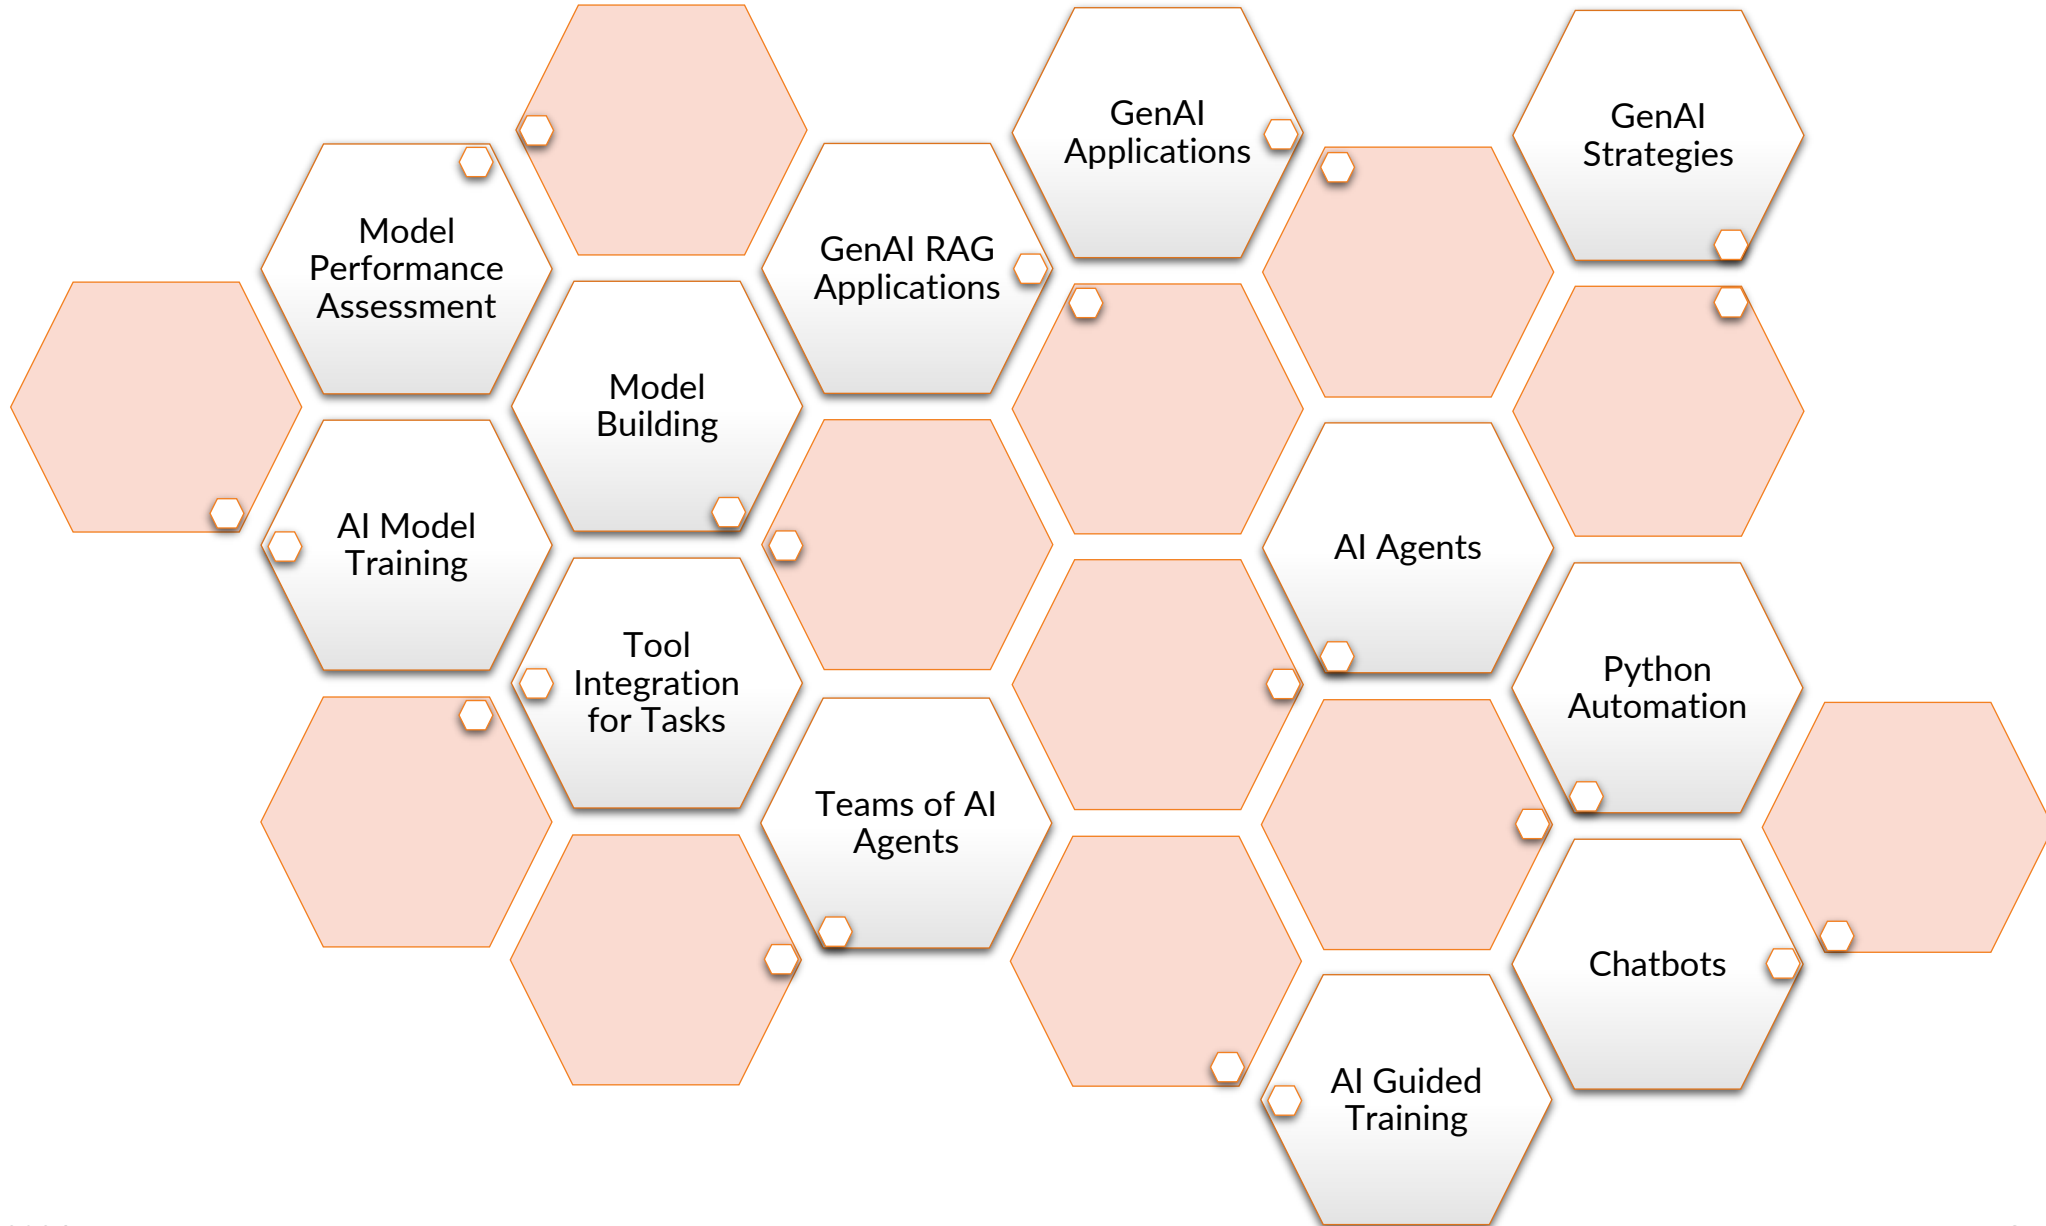 GenAI
Applications
GenAI
Strategies
Model
Performance
Assessment
GenAI RAG
Applications
Model
Building
AI Model
Training
AI Agents
Tool
Integration
for Tasks
Python
Automation
Teams of AI
Agents
Chatbots
AI Guided
Training